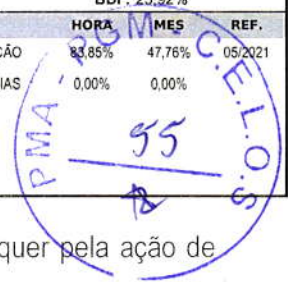 BDI: 25,92%
HORA MES REF.
ÇÃO 83,85% 47,76% 05/2021
IAS 0,00% 0,00%
PMA - PGM - C.E.L.O.S
55
quer pela ação de